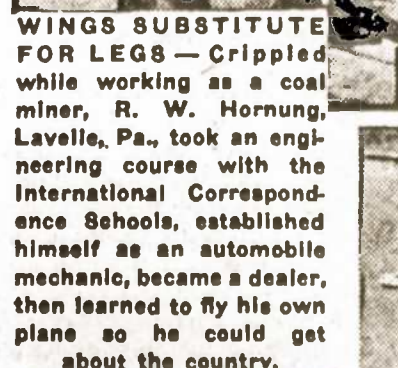 WINGS SUBSTITUTE
FOR LEGS — Crippled
while working as a coal
miner, R. W. Hornung,
Lavelle, Pa., took an engi-
neering course with the
International Correspond-
ence Schools, established
himself as an automobile
mechanic, became a dealer,
then learned to fly his own
plane so he could get
about the country.